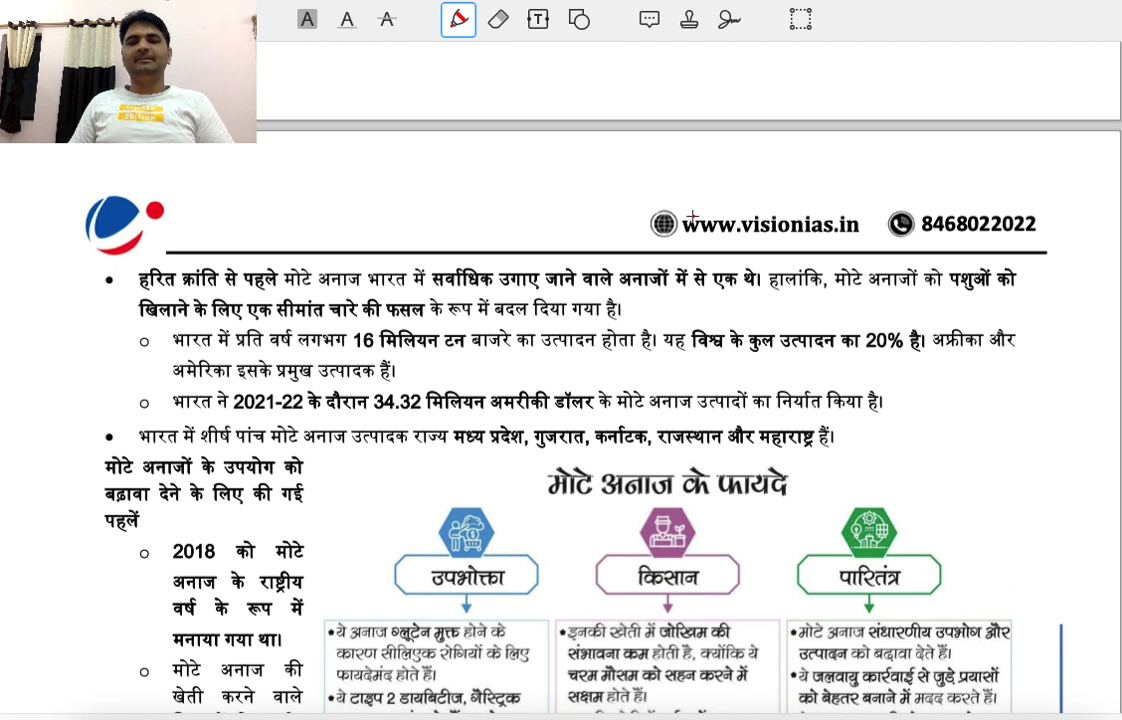 A A A T
LIMITED
EDITION
www.visionias.in 8468022022
• हरित क्रांति से पहले मोटे अनाज भारत में सर्वाधिक उगाए जाने वाले अनाजों में से एक थे। हालांकि, मोटे अनाजों को पशुओं को
खिलाने के लिए एक सीमांत चारे की फसल के रूप में बदल दिया गया है।
o भारत में प्रति वर्ष लगभग 16 मिलियन टन बाजरे का उत्पादन होता है। यह विश्व के कुल उत्पादन का 20% है। अफ्रीका और
अमेरिका इसके प्रमुख उत्पादक हैं।
o भारत ने 2021-22 के दौरान 34.32 मिलियन अमरीकी डॉलर के मोटे अनाज उत्पादों का निर्यात किया है।
• भारत में शीर्ष पांच मोटे अनाज उत्पादक राज्य मध्य प्रदेश, गुजरात, कर्नाटक, राजस्थान और महाराष्ट्र हैं।
मोटे अनाजों के उपयोग को
बढ़ावा देने के लिए की गई
पहलें
o 2018 को मोटे
अनाज के राष्ट्रीय
वर्ष के रूप में
मनाया गया था।
o मोटे अनाज की
खेती करने वाले
मोटे अनाज के फायदे
उपभोक्ता
•ये अनाज ग्लूटेन मुक्त होने के
कारण सीलिएक रोगियों के लिए
फायदेमंद होते हैं।
•ये टाइप 2 डायबिटीज, गैस्ट्रिक
किसान
•इनकी खेती में जोखिम की
संभावना कम होती है, क्योंकि ये
चरम मौसम को सहन करने में
सक्षम होते हैं।
पारितंत्र
•मोटे अनाज संधारणीय उपभोग और
उत्पादन को बढ़ावा देते हैं।
•ये जलवायु कार्रवाई से जुड़े प्रयासों
को बेहतर बनाने में मदद करते हैं।